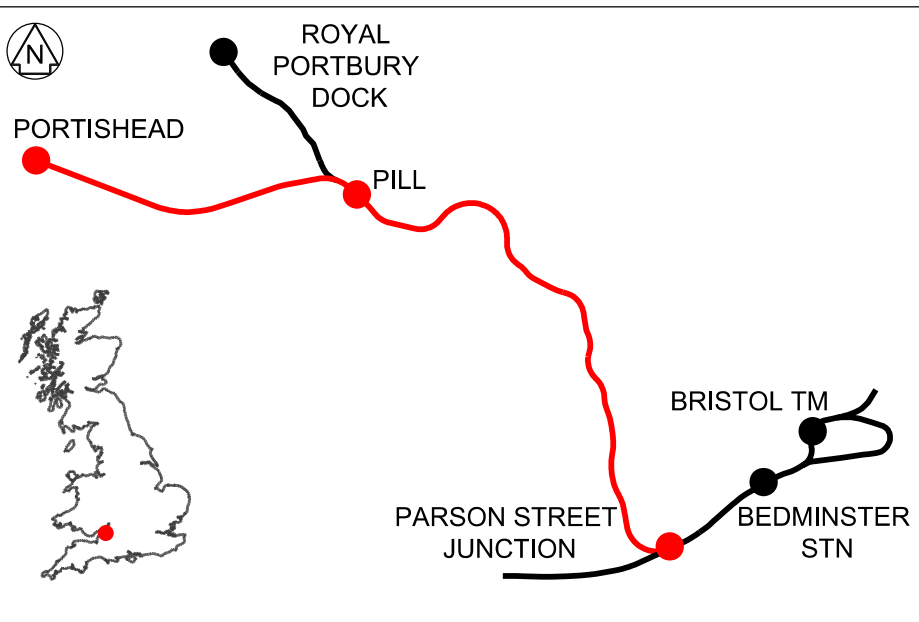 N
ROYAL
PORTBURY
DOCK
PORTISHEAD
PILL
BRISTOL TM
PARSON STREET
JUNCTION
BEDMINSTER
STN